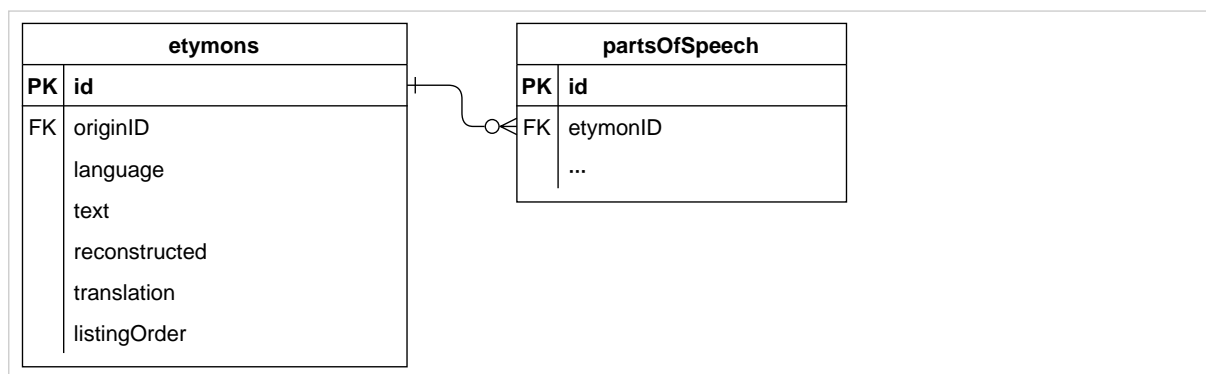 etymons
PK id
FK originID
language
text
reconstructed
translation
listingOrder
partsOfSpeech
PK id
FK etymonID
...